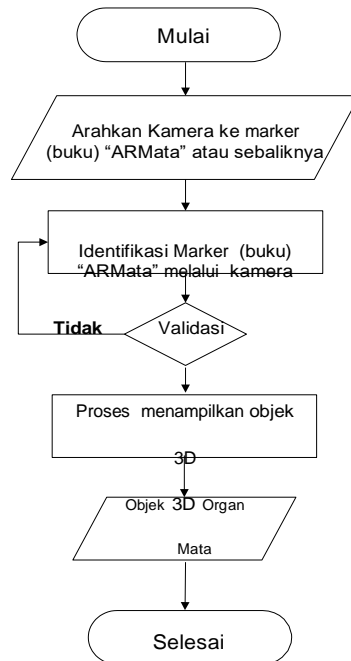 Mulai
Arahkan Kamera ke marker
(buku) “ARMata” atau sebaliknya
Identifikasi Marker (buku)
“ARMata” melalui kamera
Tidak
Validasi
Proses menampilkan objek
3D
Objek 3D Organ
Mata
Selesai